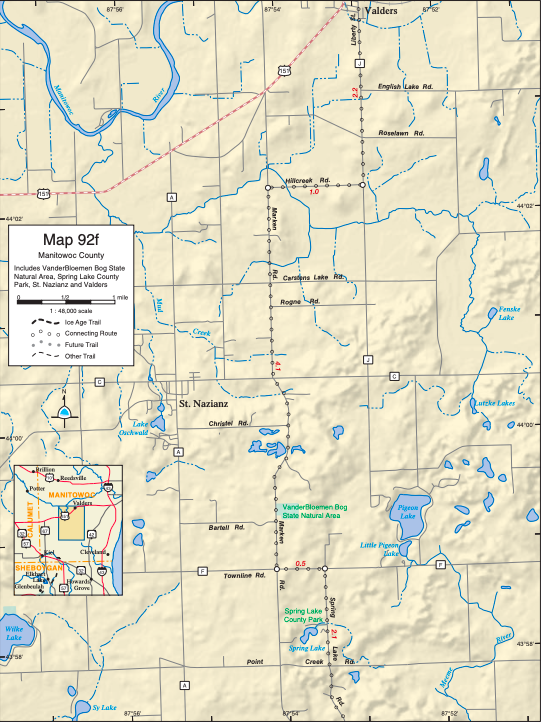 87°56'
87°54'
87°52'
Valders
Liberty St.
J
151
English Lake Rd.
2.2
Manitowoc
River
Roselawn Rd.
Hillcreek Rd.
1.0
151
A
44°02'
44°02'
Marken
Rd.
Map 92f
Manitowoc County
Includes VanderBloemen Bog State
Natural Area, Spring Lake County
Park, St. Nazianz and Valders
0 1/2 1 mile
1 : 48,000 scale
Ice Age Trail
Connecting Route
Future Trail
Other Trail
Carstens Lake Rd.
Rogne Rd.
Mud
Creek
Fenske
Lake
4.1
J
C
C
N
St. Nazianz
Lutzke Lakes
Lake
Oschwald
Christel Rd.
44°00'
44°00'
A
Brillion
Reedsville
Potter
MANITOWOC
Valders
CALUMET
Kiel
Cleveland
SHEBOYGAN
Elkhart
Lake
Glenbeulah
Howards
Grove
VanderBloemen Bog
State Natural Area
Pigeon
Lake
Bartell Rd.
Marken
Rd.
Little Pigeon
Lake
0.5
F
F
Townline Rd.
Spring Lake
County Park
Spring
Lake
Rd.
2.1
Spring Lake
Wilke
Lake
43°58'
43°58'
Point Creek Rd.
Meeme
River
A
Sy Lake
87°56'
87°54'
87°52'